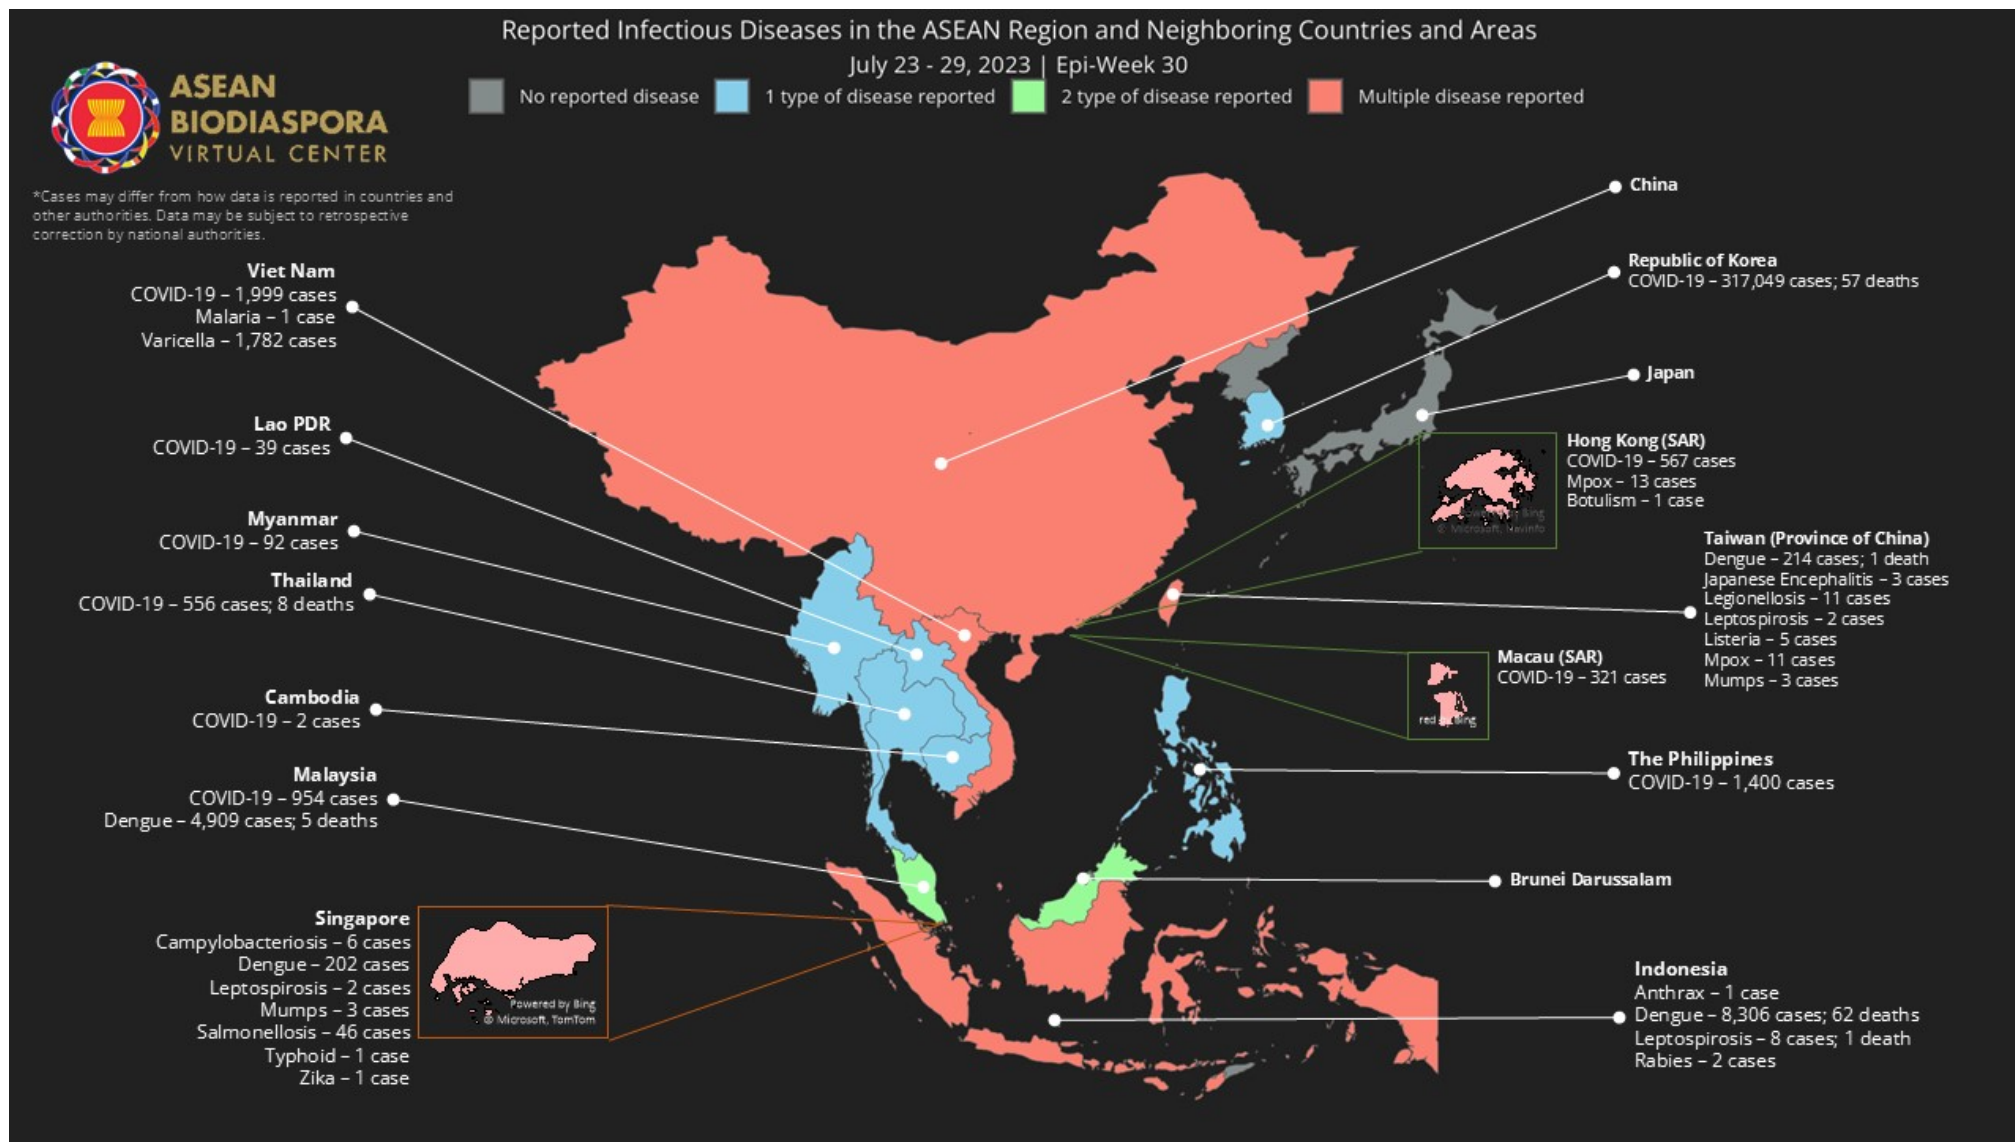 Reported Infectious Diseases in the ASEAN Region and Neighboring Countries and Areas
July 23 - 29, 2023 | Epi-Week 30
No reported disease
1 type of disease reported
2 type of disease reported
Multiple disease reported
ASEAN
BIODIASPORA
VIRTUAL CENTER
*Cases may differ from how data is reported in countries and
other authorities. Data may be subject to retrospective
correction by national authorities.
Viet Nam
COVID-19 – 1,999 cases
Malaria – 1 case
Varicella – 1,782 cases
Lao PDR
COVID-19 – 39 cases
Myanmar
COVID-19 – 92 cases
Thailand
COVID-19 – 556 cases; 8 deaths
Cambodia
COVID-19 – 2 cases
Malaysia
COVID-19 – 954 cases
Dengue – 4,909 cases; 5 deaths
Singapore
Campylobacteriosis – 6 cases
Dengue – 202 cases
Leptospirosis – 2 cases
Mumps – 3 cases
Salmonellosis – 46 cases
Typhoid – 1 case
Zika – 1 case
Powered by Bing
© Microsoft, TomTom
China
Republic of Korea
COVID-19 – 317,049 cases; 57 deaths
Japan
Hong Kong (SAR)
COVID-19 – 567 cases
Mpox – 13 cases
Botulism – 1 case
Powered by Bing
© Microsoft, Navinfo
Taiwan (Province of China)
Dengue – 214 cases; 1 death
Japanese Encephalitis – 3 cases
Legionellosis – 11 cases
Leptospirosis – 2 cases
Listeria – 5 cases
Mpox – 11 cases
Mumps – 3 cases
Macau (SAR)
COVID-19 – 321 cases
red by Bing
The Philippines
COVID-19 – 1,400 cases
Brunei Darussalam
Indonesia
Anthrax – 1 case
Dengue – 8,306 cases; 62 deaths
Leptospirosis – 8 cases; 1 death
Rabies – 2 cases